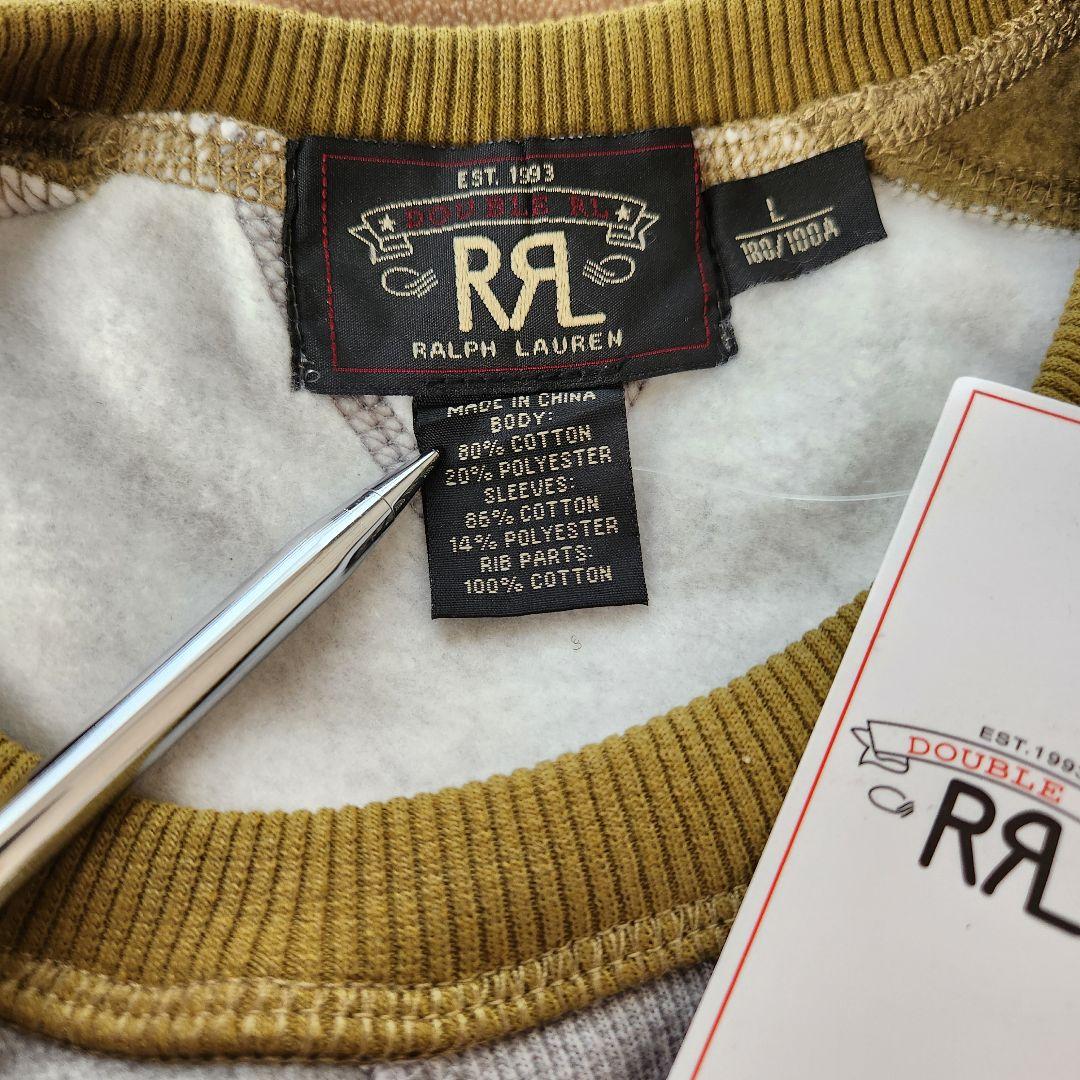 EST. 1993
DOUBLE RL
RRL
RALPH LAUREN
L
180/100A
MADE IN CHINA
BODY:
80% COTTON
20% POLYESTER
SLEEVES:
86% COTTON
14% POLYESTER
RIB PARTS:
100% COTTON
EST.1993
DOUBLE
RRL